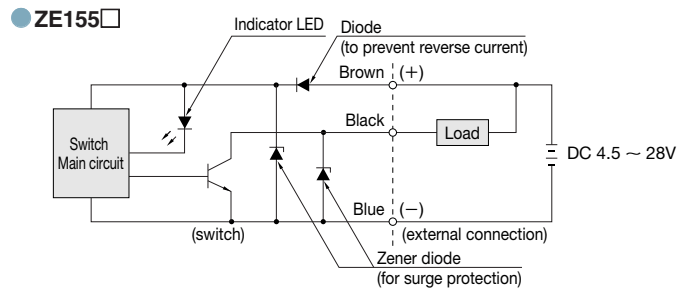 ZE155□
Indicator LED
Diode
(to prevent reverse current)
Brown (+)
Black
Switch
Main circuit
Load
DC 4.5 ~ 28V
Blue (−)
(switch)
(external connection)
Zener diode
(for surge protection)